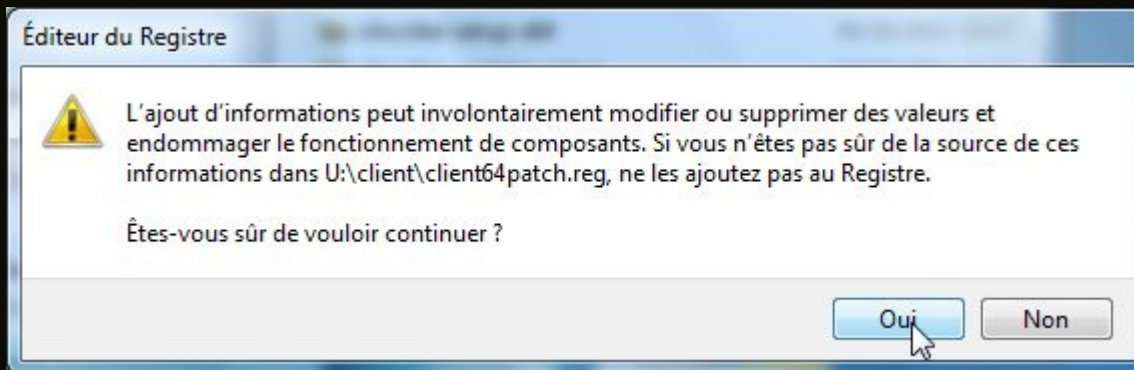 Éditeur du Registre
L'ajout d'informations peut involontairement modifier ou supprimer des valeurs et
endommager le fonctionnement de composants. Si vous n'êtes pas sûr de la source de ces
informations dans U:\client\client64patch.reg, ne les ajoutez pas au Registre.
Êtes-vous sûr de vouloir continuer ?
Oui Non